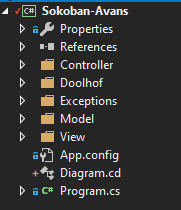 C# Sokoban-Avans
Properties
References
Controller
Doolhof
Exceptions
Model
View
App.config
Diagram.cd
C# Program.cs